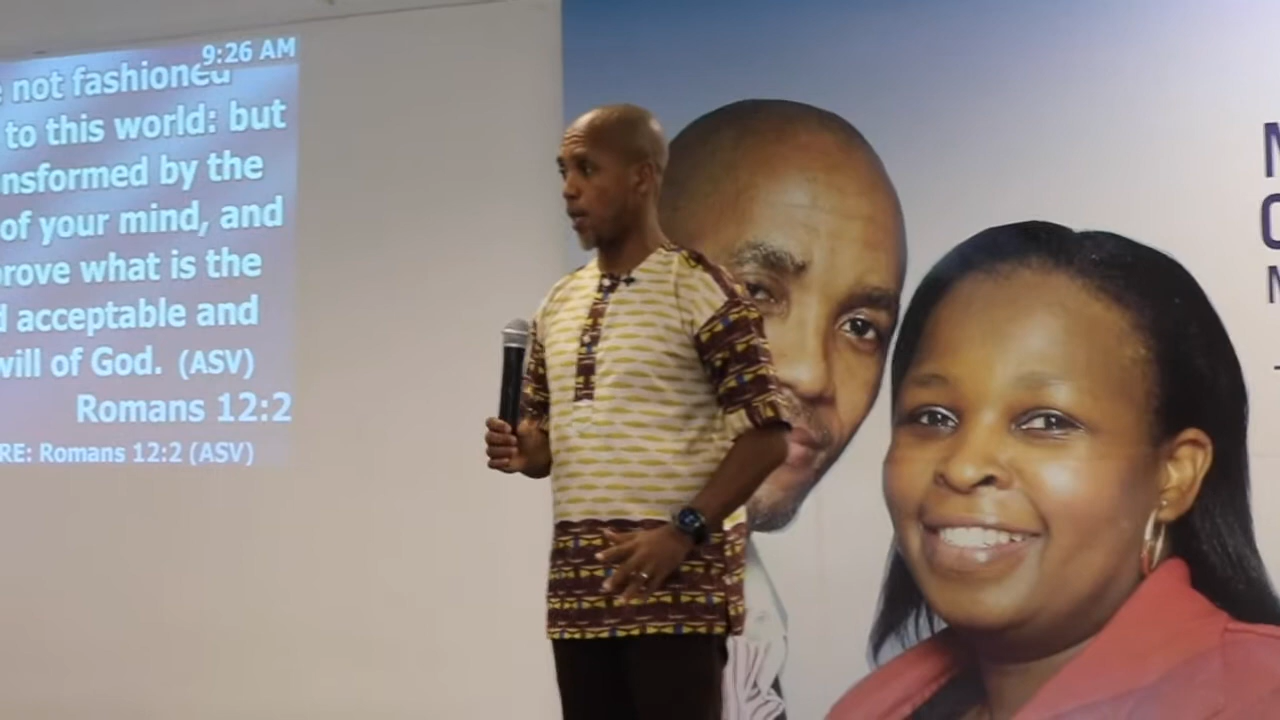 9:26 AM
not fashioned
to this world: but
nsformed by the
of your mind, and
rove what is the
acceptable and
will of God. (ASV)
Romans 12:2
RE: Romans 12:2 (ASV)